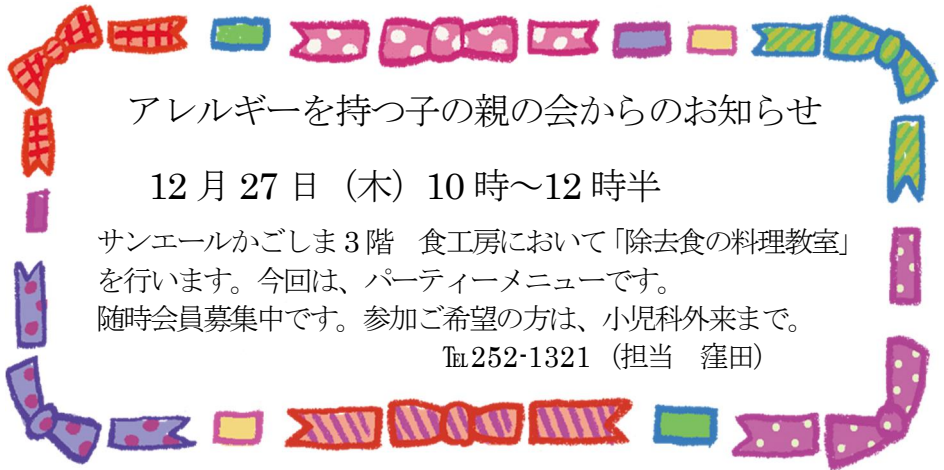 アレルギーを持つ子の親の会からのお知らせ
12月27日（木）10時～12時半
サンエールかごしま3階　食工房において「除去食の料理教室」
を行います。今回は、パーティーメニューです。
随時会員募集中です。参加ご希望の方は、小児科外来まで。
℡252-1321（担当　窪田）